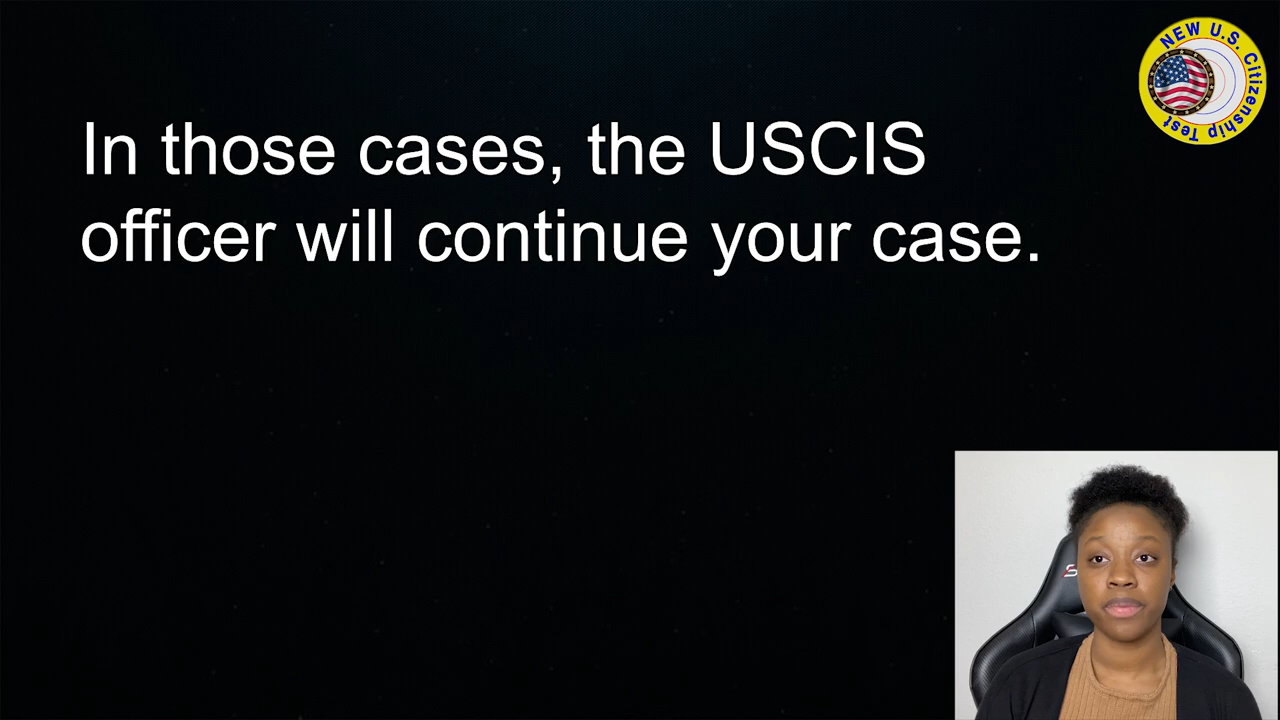 In those cases, the USCIS
officer will continue your case.
NEW U.S. Citizenship Test